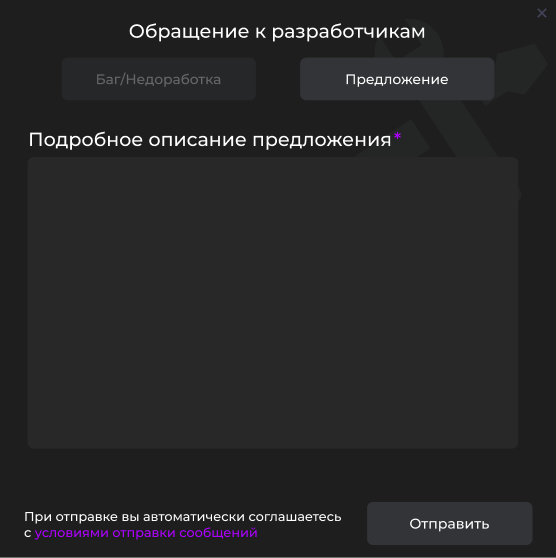 Обращение к разработчикам
Баг/Недоработка
Предложение
Подробное описание предложения*
При отправке вы автоматически соглашаетесь
с условиями отправки сообщений
Отправить